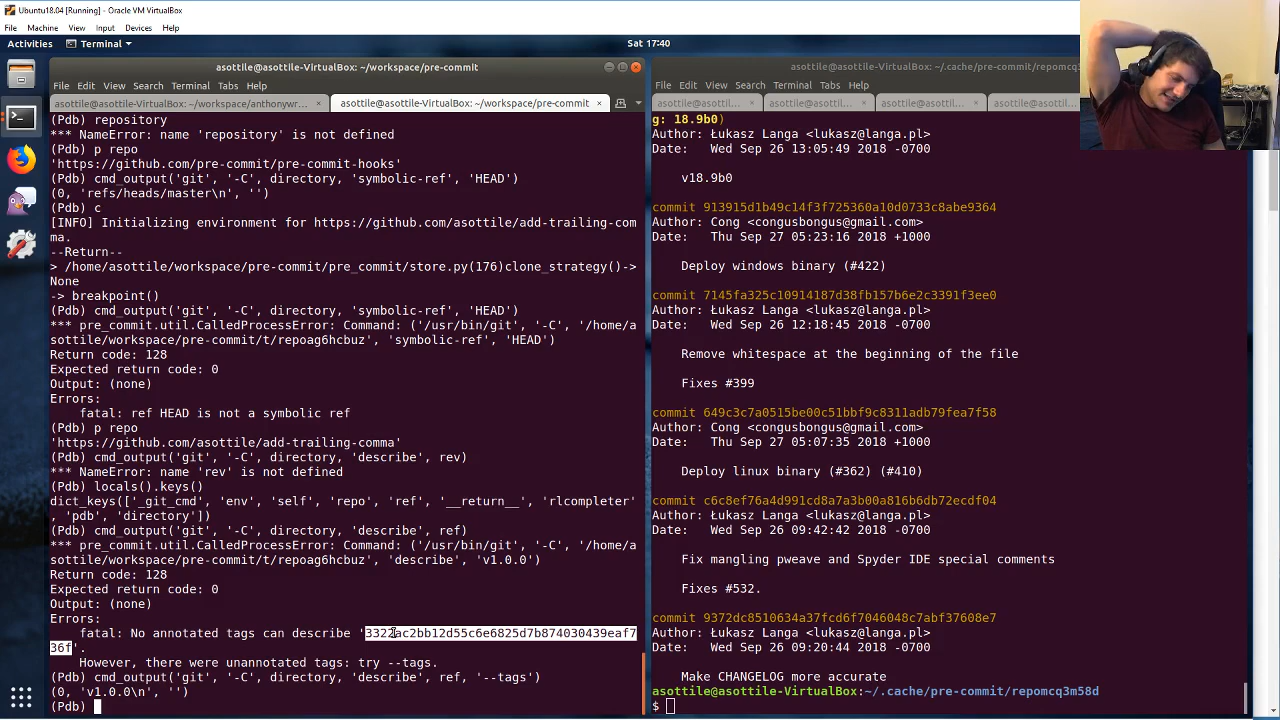 Ubuntu18.04 [Running] - Oracle VM VirtualBox
File Machine View Input Devices Help
Activities Terminal Sat 17:40
asottile@asottile-VirtualBox: ~/workspace/pre-commit
File Edit View Search Terminal Tabs Help
asottile@asottile-VirtualBox: ~/workspace/anthonywr...
asottile@asottile-VirtualBox: ~/workspace/pre-commit
(Pdb) repository
*** NameError: name 'repository' is not defined
(Pdb) p repo
'https://github.com/pre-commit/pre-commit-hooks'
(Pdb) cmd_output('git', '-C', directory, 'symbolic-ref', 'HEAD')
(0, 'refs/heads/master\n', '')
(Pdb) c
[INFO] Initializing environment for https://github.com/asottile/add-trailing-com
ma.
--Return--
> /home/asottile/workspace/pre-commit/pre_commit/store.py(176)clone_strategy()->
None
-> breakpoint()
(Pdb) cmd_output('git', '-C', directory, 'symbolic-ref', 'HEAD')
*** pre_commit.util.CalledProcessError: Command: ('/usr/bin/git', '-C', '/home/a
sottile/workspace/pre-commit/t/repoag6hcbuz', 'symbolic-ref', 'HEAD')
Return code: 128
Expected return code: 0
Output: (none)
Errors:
fatal: ref HEAD is not a symbolic ref
(Pdb) p repo
'https://github.com/asottile/add-trailing-comma'
(Pdb) cmd_output('git', '-C', directory, 'describe', rev)
*** NameError: name 'rev' is not defined
(Pdb) locals().keys()
dict_keys(['_git_cmd', 'env', 'self', 'repo', 'ref', '__return__', 'rlcompleter'
, 'pdb', 'directory'])
(Pdb) cmd_output('git', '-C', directory, 'describe', ref)
*** pre_commit.util.CalledProcessError: Command: ('/usr/bin/git', '-C', '/home/a
sottile/workspace/pre-commit/t/repoag6hcbuz', 'describe', 'v1.0.0')
Return code: 128
Expected return code: 0
Output: (none)
Errors:
fatal: No annotated tags can describe '3322ac2bb12d55c6e6825d7b874030439eaf7
36f'.
However, there were unannotated tags: try --tags.
(Pdb) cmd_output('git', '-C', directory, 'describe', ref, '--tags')
(0, 'v1.0.0\n', '')
(Pdb)
asottile@asottile-VirtualBox: ~/.cache/pre-commit/repomcq3
File Edit View Search Terminal Tabs Help
asottile@asottil... asottile@asottil... asottile@asottil... asottile@asottil
g: 18.9b0)
Author: Łukasz Langa <lukasz@langa.pl>
Date: Wed Sep 26 13:05:49 2018 -0700
v18.9b0
commit 913915d1b49c14f3f725360a10d0733c8abe9364
Author: Cong <congusbongus@gmail.com>
Date: Thu Sep 27 05:23:16 2018 +1000
Deploy windows binary (#422)
commit 7145fa325c10914187d38fb157b6e2c3391f3ee0
Author: Łukasz Langa <lukasz@langa.pl>
Date: Wed Sep 26 12:18:45 2018 -0700
Remove whitespace at the beginning of the file
Fixes #399
commit 649c3c7a0515be00c51bbf9c8311adb79fea7f58
Author: Cong <congusbongus@gmail.com>
Date: Thu Sep 27 05:07:35 2018 +1000
Deploy linux binary (#362) (#410)
commit c6c8ef76a4d991cd8a7a3b00a816b6db72ecdf04
Author: Łukasz Langa <lukasz@langa.pl>
Date: Wed Sep 26 09:42:42 2018 -0700
Fix mangling pweave and Spyder IDE special comments
Fixes #532.
commit 9372dc8510634a37fcd6f7046048c7abf37b08e7
Author: Łukasz Langa <lukasz@langa.pl>
Date: Wed Sep 26 09:20:44 2018 -0700
Make CHANGELOG more accurate
asottile@asottile-VirtualBox:~/.cache/pre-commit/repomcq3m58d
$